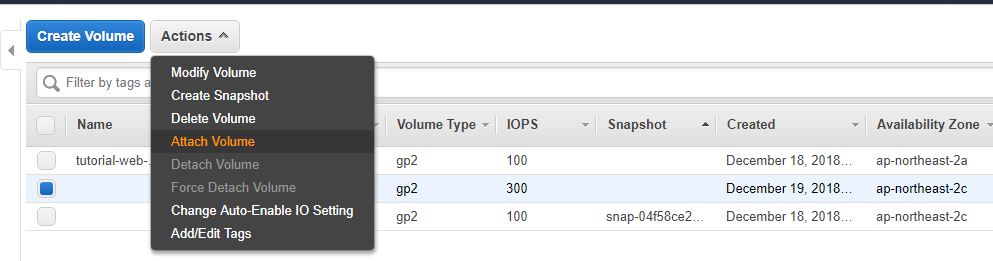 Create Volume Actions
Modify Volume
Filter by tags a
Create Snapshot
Delete Volume
Name Volume Type IOPS Snapshot Created Availability Zone
Attach Volume
tutorial-web-... gp2 100 December 18, 2018... ap-northeast-2a
Detach Volume
Force Detach Volume
gp2 300 December 19, 2018... ap-northeast-2c
Change Auto-Enable IO Setting
gp2 100 snap-04f58ce2... December 18, 2018... ap-northeast-2c
Add/Edit Tags